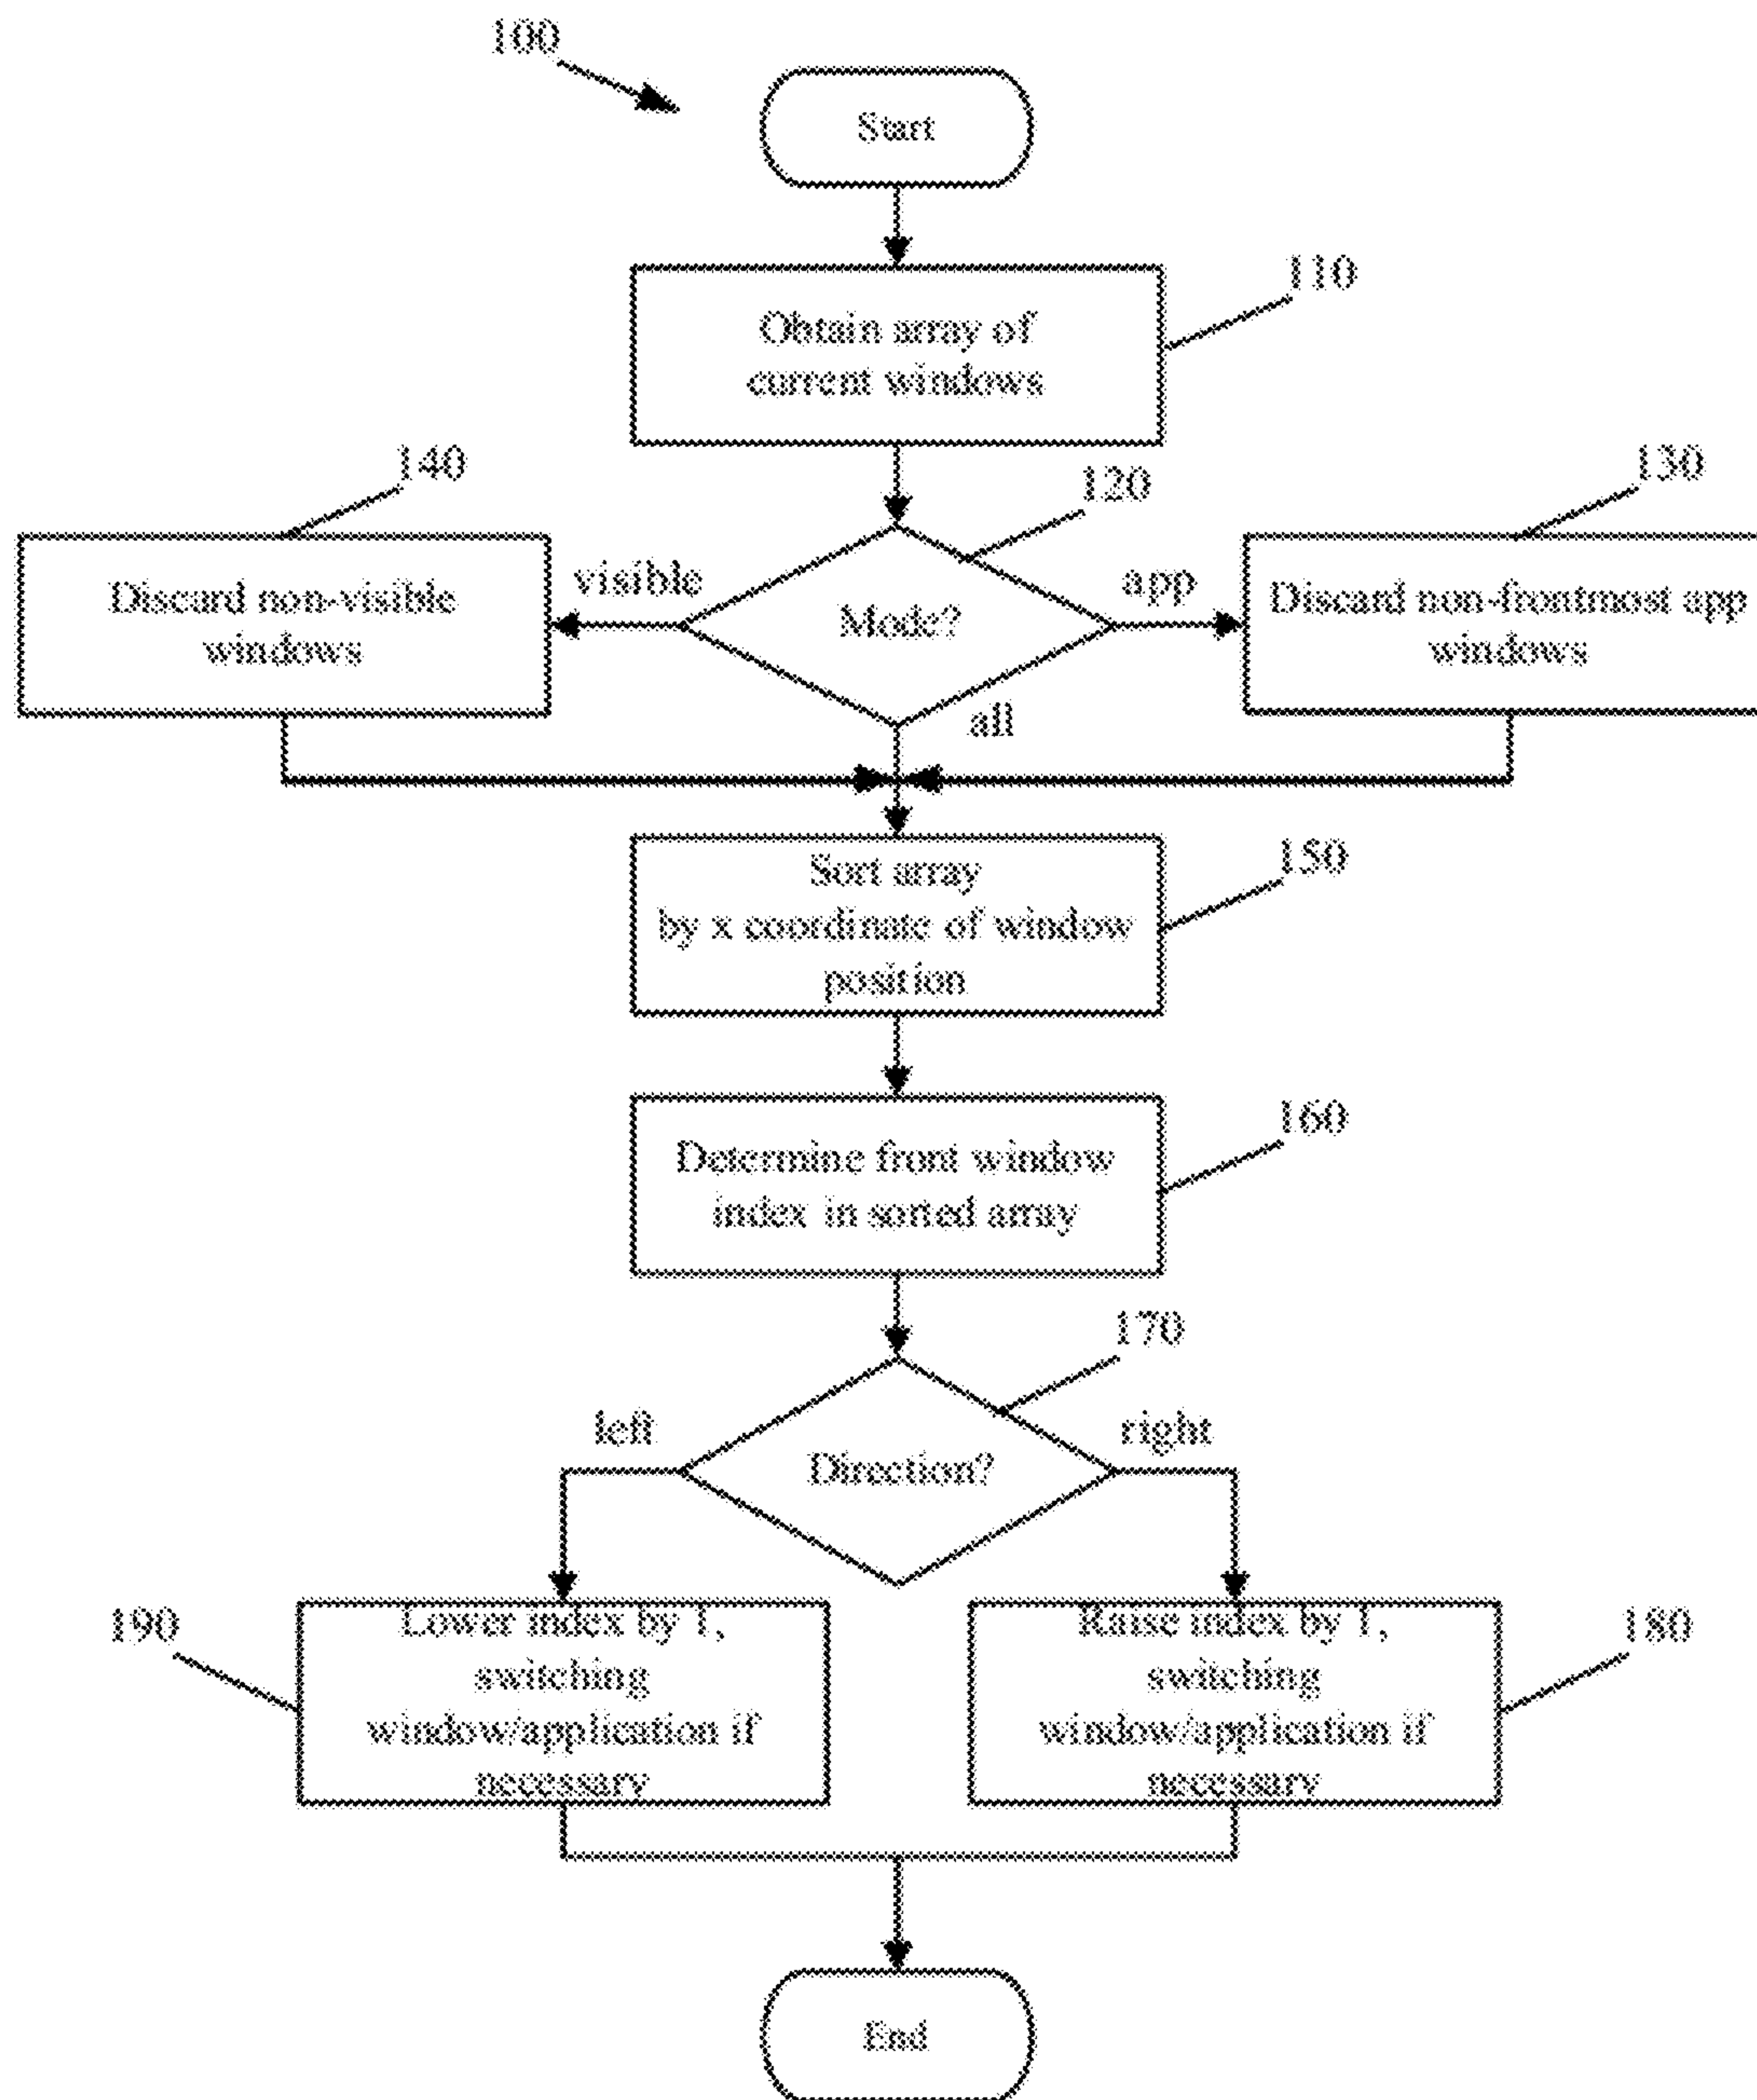 100
Start
110
Obtain array of
current windows
140
120
130
Discard non-visible
windows
visible
Mode?
app
Discard non-frontmost app
windows
all
150
Sort array
by x coordinate of window
position
160
Determine front window
index in sorted array
170
left
Direction?
right
190
Lower index by 1,
switching
window/application if
necessary
Raise index by 1,
switching
window/application if
necessary
180
End